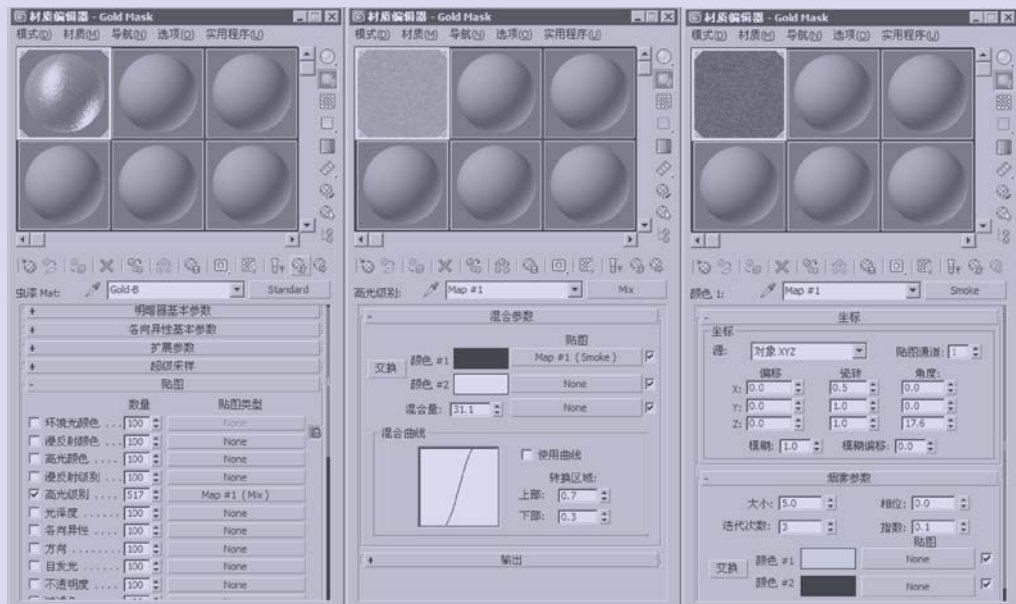 材质编辑器 - Gold Mask
模式(D) 材质(M) 导航(N) 选项(O) 实用程序(U)
虫漆 Mat: Gold-B Standard
+ 明暗器基本参数
+ 各向异性基本参数
+ 扩展参数
+ 超级采样
- 贴图
数量 贴图类型
环境光颜色 ... 100 None
漫反射颜色 ... 100 None
高光颜色 .... 100 None
漫反射级别 ... 100 None
高光级别 .... 517 Map #1 (Mix)
光泽度 ...... 100 None
各向异性 .... 100 None
方向 ........ 100 None
自发光 ...... 100 None
不透明度 .... 100 None
材质编辑器 - Gold Mask
模式(D) 材质(M) 导航(N) 选项(O) 实用程序(U)
高光级别: Map #1 Mix
- 混合参数
贴图
交换 颜色 #1 Map #1 (Smoke)
颜色 #2 None
混合量: 31.1 None
混合曲线
使用曲线
转换区域:
上部: 0.7
下部: 0.3
+ 输出
材质编辑器 - Gold Mask
模式(D) 材质(M) 导航(N) 选项(O) 实用程序(U)
颜色 1: Map #1 Smoke
- 坐标
坐标
源: 对象 XYZ 贴图通道: 1
偏移 瓷砖 角度:
X: 0.0 0.5 0.0
Y: 0.0 1.0 0.0
Z: 0.0 1.0 17.6
模糊: 1.0 模糊偏移: 0.0
- 烟雾参数
大小: 5.0 相位: 0.0
迭代次数: 3 指数: 0.1
贴图
交换 颜色 #1 None
颜色 #2 None